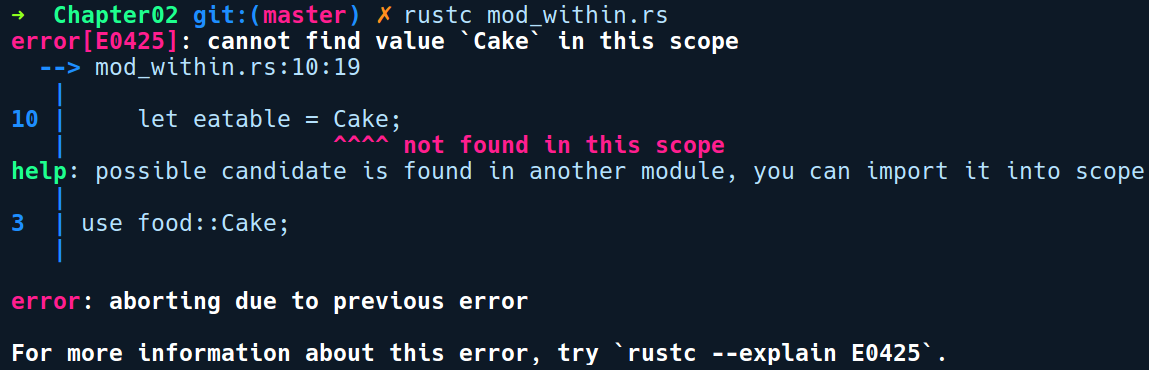 ➜  Chapter02 git:(master) ✗ rustc mod_within.rs
error[E0425]: cannot find value `Cake` in this scope
  --> mod_within.rs:10:19
   |
10 |     let eatable = Cake;
   |                   ^^^^ not found in this scope
help: possible candidate is found in another module, you can import it into scope
   |
3  | use food::Cake;
   |

error: aborting due to previous error

For more information about this error, try `rustc --explain E0425`.